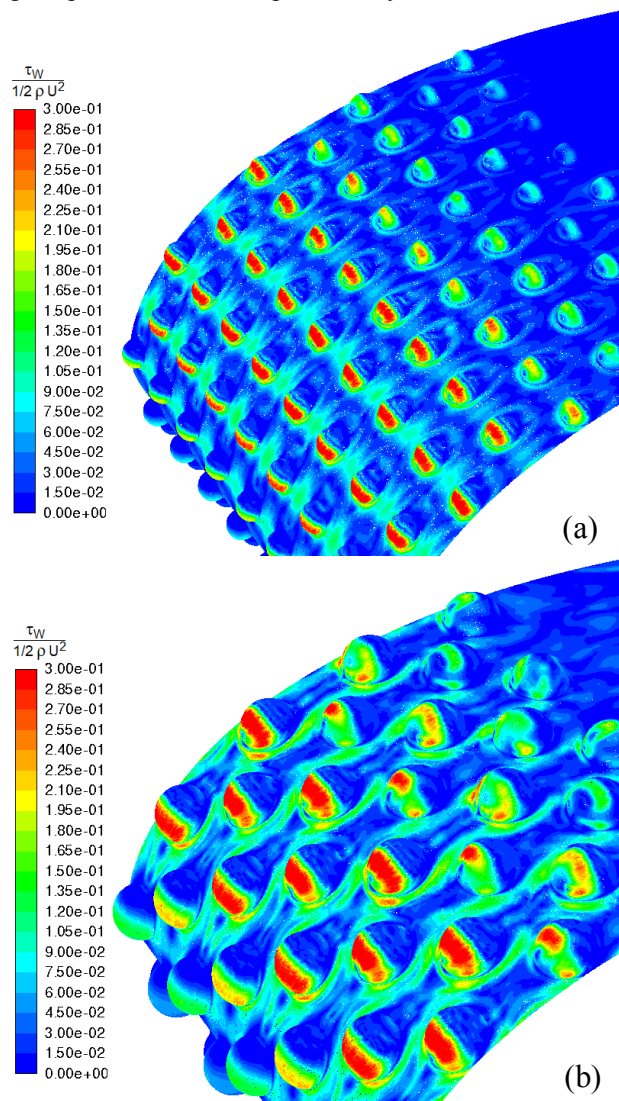 τ_W
1/2 ρ U²
3.00e-01
2.85e-01
2.70e-01
2.55e-01
2.40e-01
2.25e-01
2.10e-01
1.95e-01
1.80e-01
1.65e-01
1.50e-01
1.35e-01
1.20e-01
1.05e-01
9.00e-02
7.50e-02
6.00e-02
4.50e-02
3.00e-02
1.50e-02
0.00e+00
(a)
τ_W
1/2 ρ U²
3.00e-01
2.85e-01
2.70e-01
2.55e-01
2.40e-01
2.25e-01
2.10e-01
1.95e-01
1.80e-01
1.65e-01
1.50e-01
1.35e-01
1.20e-01
1.05e-01
9.00e-02
7.50e-02
6.00e-02
4.50e-02
3.00e-02
1.50e-02
0.00e+00
(b)